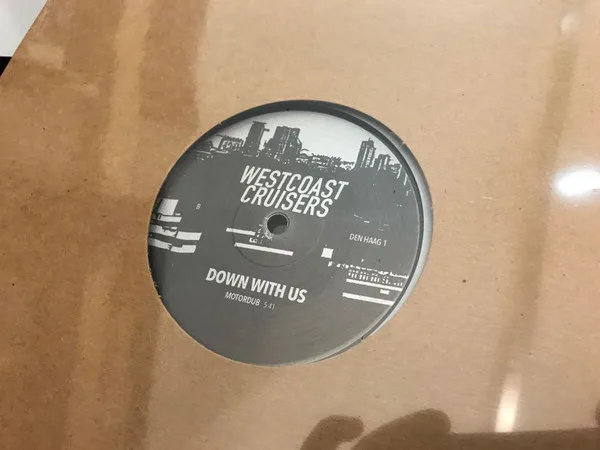 WESTCOAST
CRUISERS
B
DEN HAAG 1
DOWN WITH US
MOTORDUB 5:41